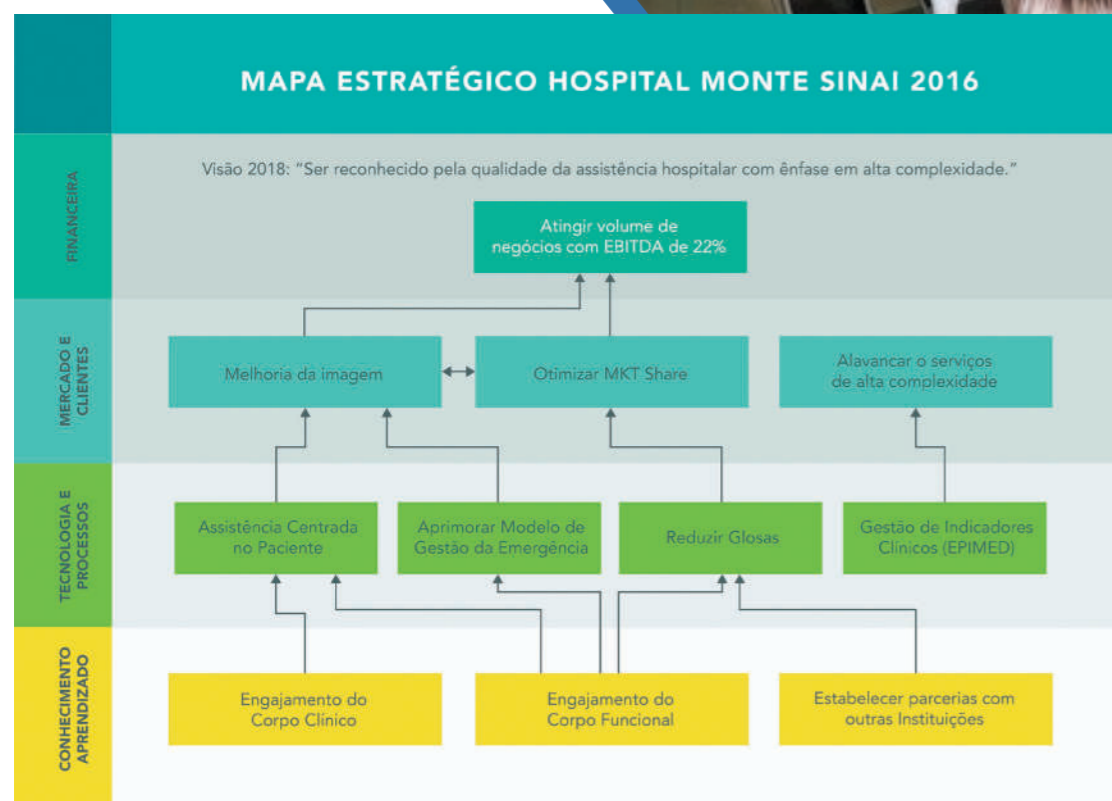 MAPA ESTRATÉGICO HOSPITAL MONTE SINAI 2016
FINANCEIRA
Visão 2018: “Ser reconhecido pela qualidade da assistência hospitalar com ênfase em alta complexidade.”
Atingir volume de
negócios com EBITDA de 22%
MERCADO E
CLIENTES
Melhoria da imagem
Otimizar MKT Share
Alavancar o serviços
de alta complexidade
TECNOLOGIA E
PROCESSOS
Assistência Centrada
no Paciente
Aprimorar Modelo de
Gestão da Emergência
Reduzir Glosas
Gestão de Indicadores
Clínicos (EPIMED)
CONHECIMENTO
APRENDIZADO
Engajamento do
Corpo Clínico
Engajamento do
Corpo Funcional
Estabelecer parcerias com
outras Instituições